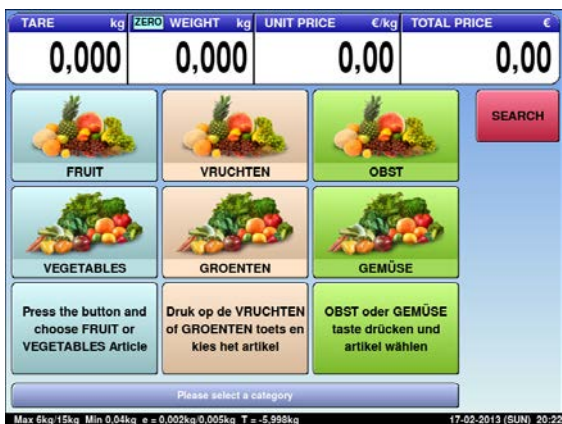 TARE kg ZERO WEIGHT kg UNIT PRICE €/kg TOTAL PRICE €
0,000 0,000 0,00 0,00
SEARCH
FRUIT VRUCHTEN OBST
VEGETABLES GROENTEN GEMÜSE
Press the button and
choose FRUIT or
VEGETABLES Article
Druk op de VRUCHTEN
of GROENTEN toets en
kies het artikel
OBST oder GEMÜSE
taste drücken und
artikel wählen
Please select a category
Max 6kg/15kg Min 0,04kg e = 0,002kg/0,005kg T = -5,998kg 17-02-2013 (SUN) 20:22